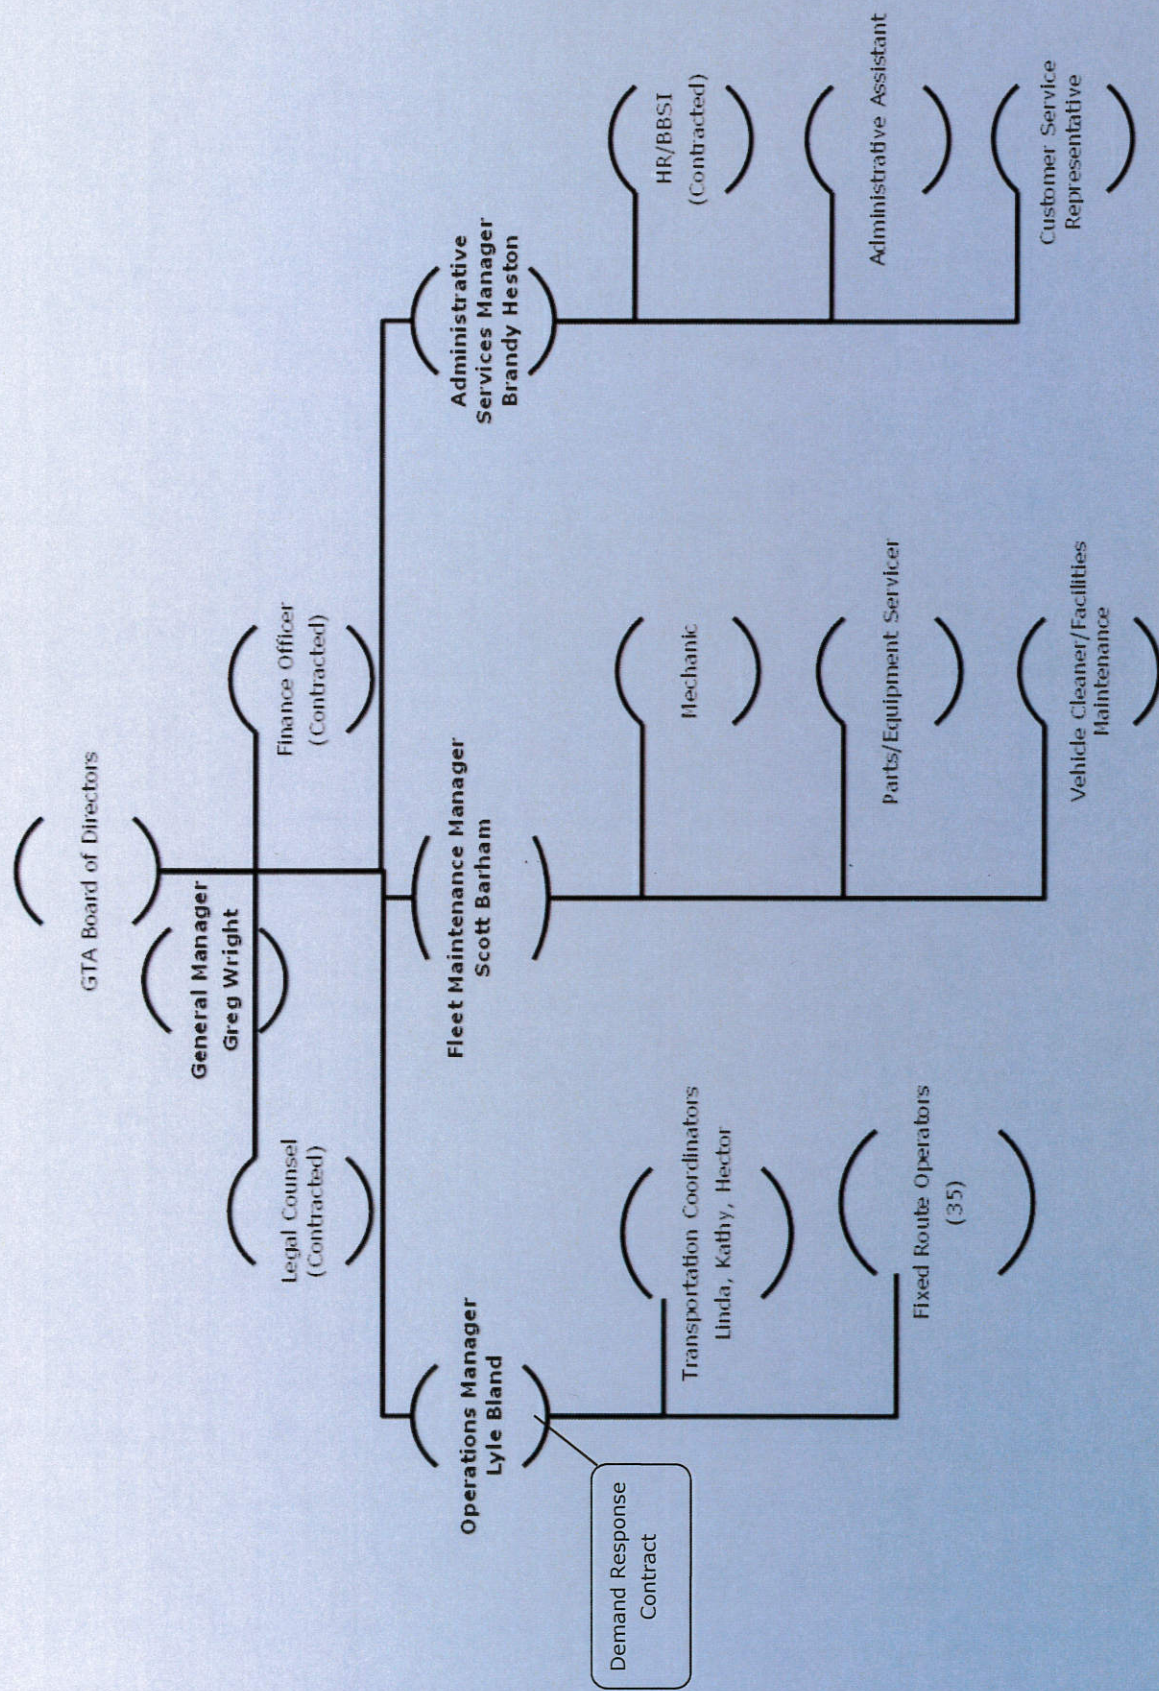 GTA Board of Directors
General Manager
Greg Wright
Legal Counsel
(Contracted)
Finance Officer
(Contracted)
Operations Manager
Lyle Bland
Fleet Maintenance Manager
Scott Barham
Administrative
Services Manager
Brandy Heston
Demand Response
Contract
Transportation Coordinators
Linda, Kathy, Hector
Fixed Route Operators
(35)
Mechanic
Parts/Equipment Servicer
Vehicle Cleaner/Facilities
Maintenance
HR/BBSI
(Contracted)
Administrative Assistant
Customer Service
Representative